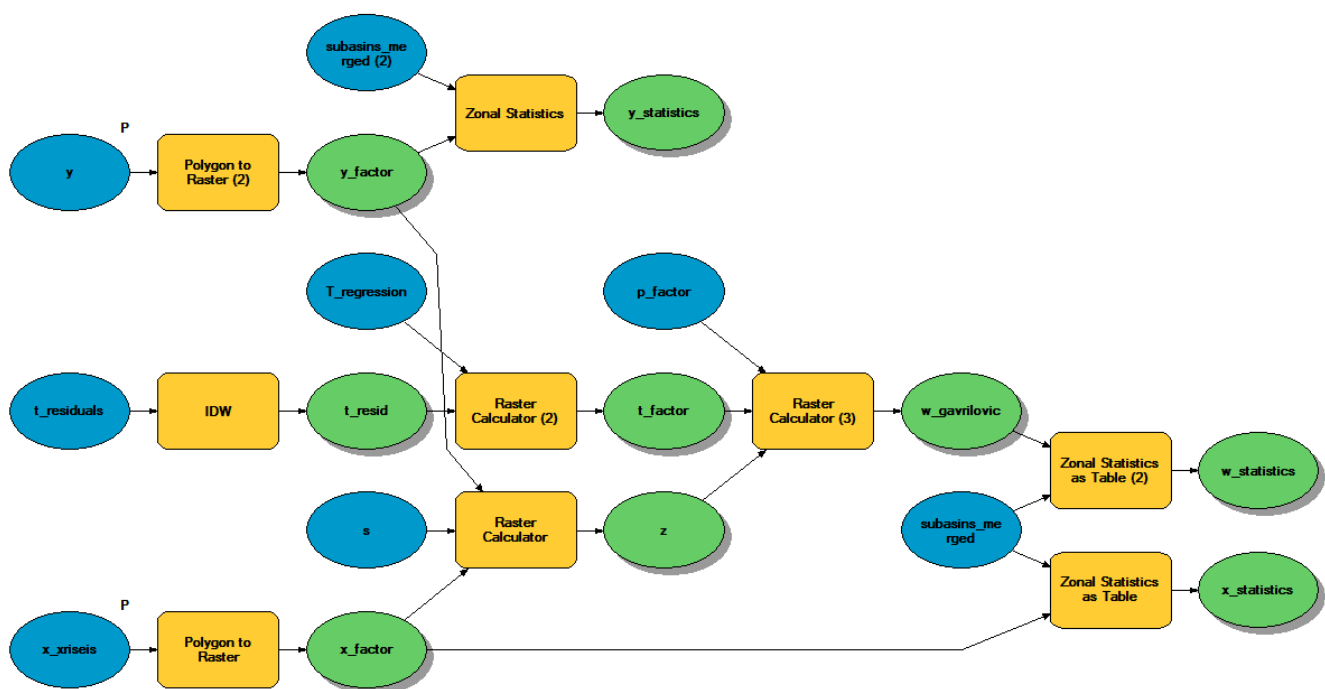 subasins_me
rged (2)
Zonal Statistics
y_statistics
P
y
Polygon to
Raster (2)
y_factor
T_regression
p_factor
t_residuals
IDW
t_resid
Raster
Calculator (2)
t_factor
Raster
Calculator (3)
w_gavrilovic
Zonal Statistics
as Table (2)
w_statistics
s
Raster
Calculator
z
subasins_me
rged
Zonal Statistics
as Table
x_statistics
P
x_xriseis
Polygon to
Raster
x_factor